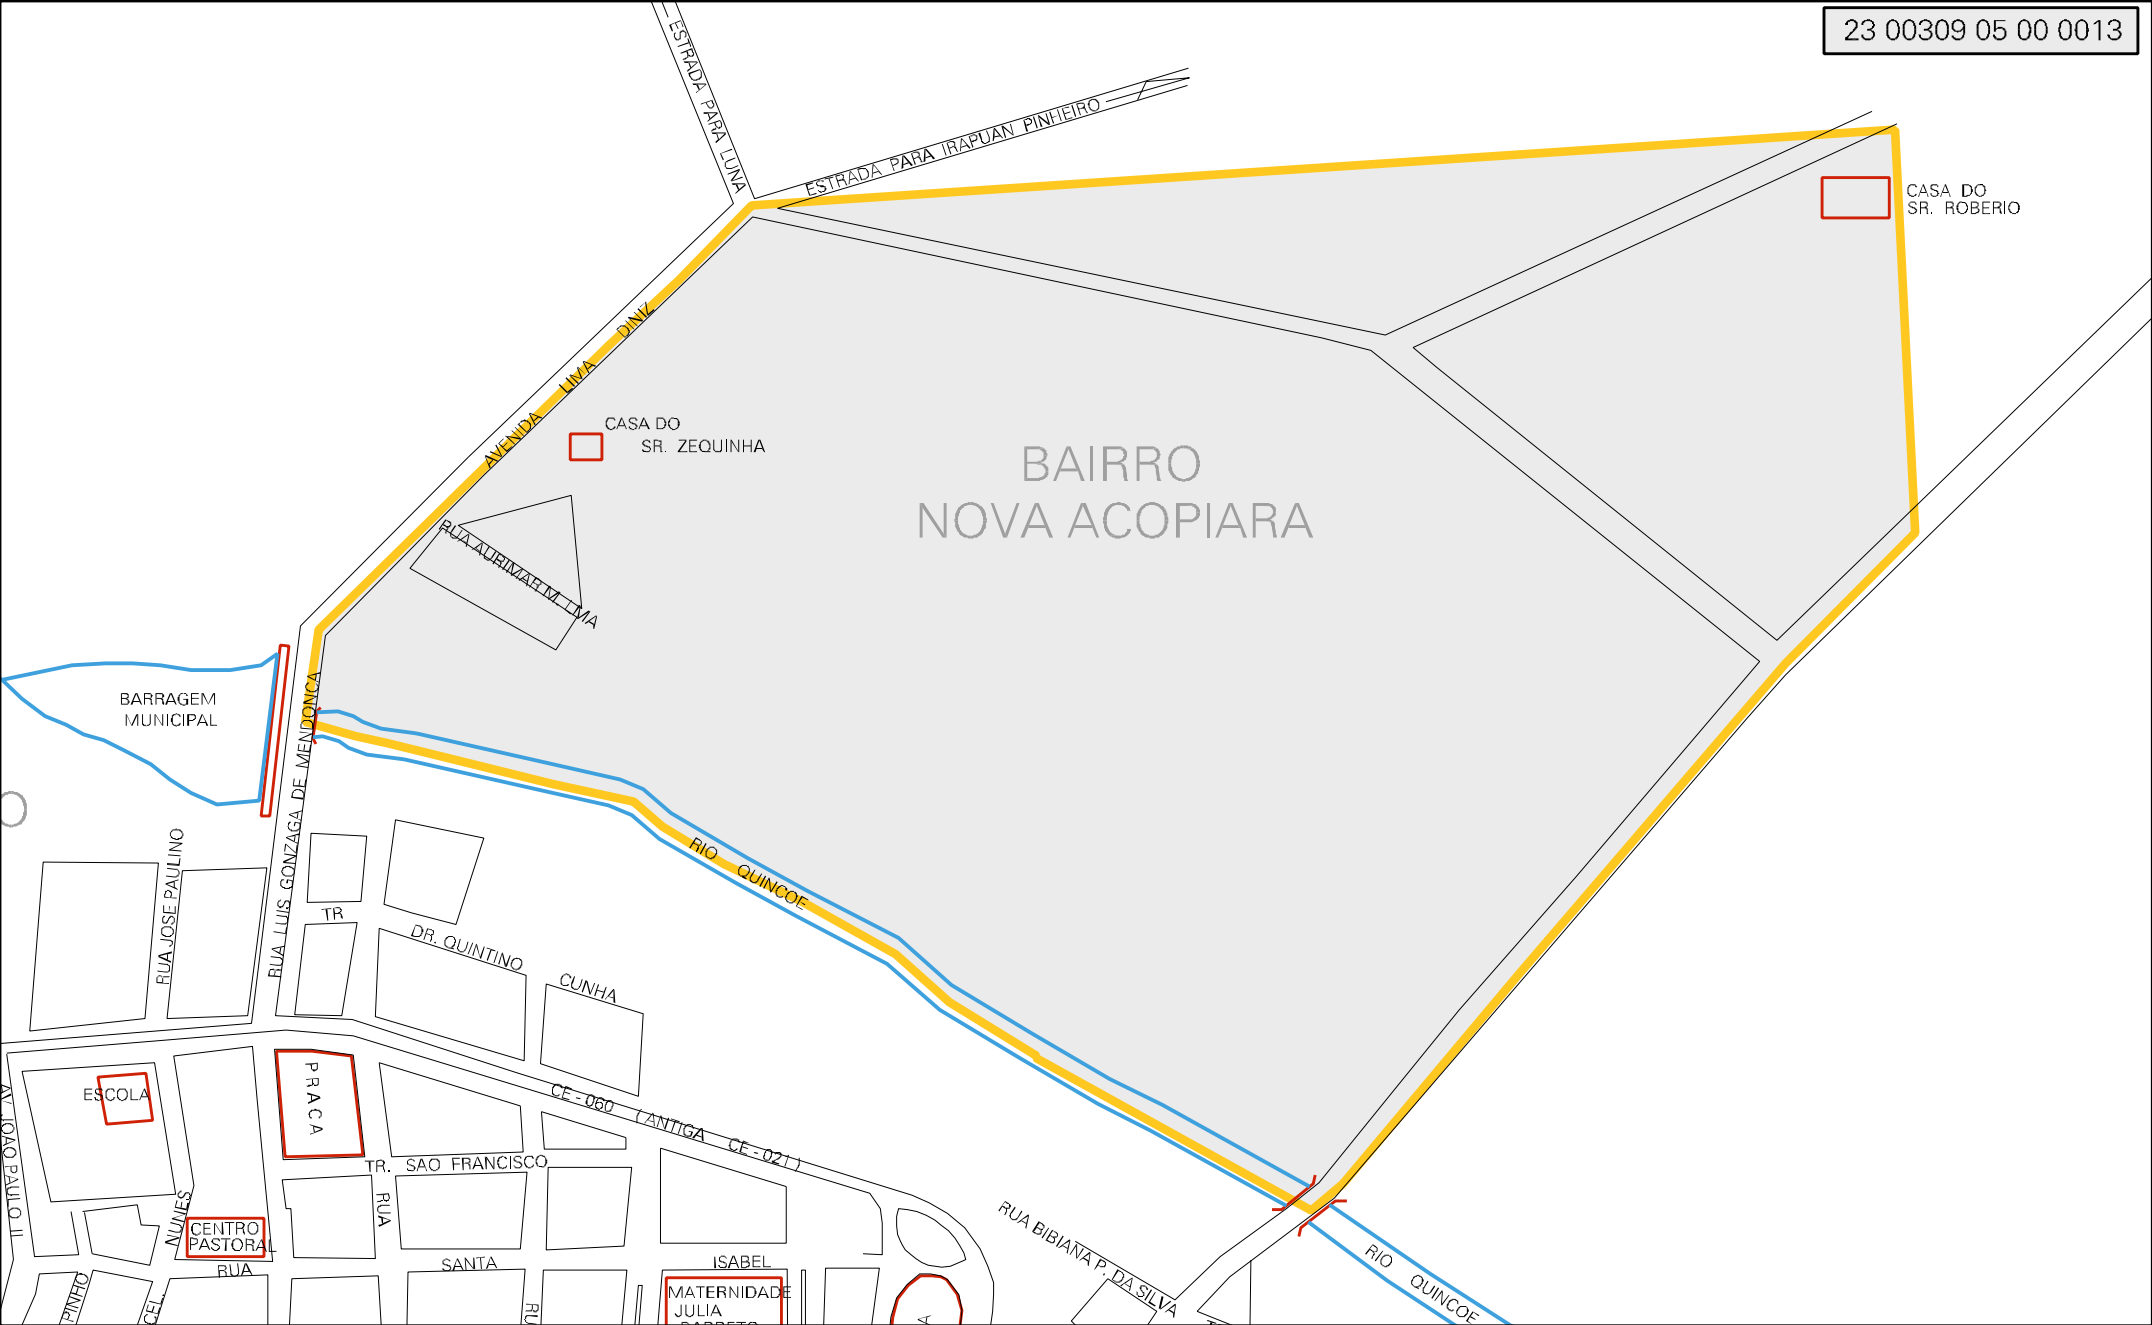 23 00309 05 00 0013
ESTRADA PARA LUNA
ESTRADA PARA IRAPUAN PINHEIRO
CASA DO
SR. ROBERIO
AVENDA LIMA DINIZ
CASA DO
SR. ZEQUINHA
BAIRRO
NOVA ACOPIARA
RUA AURIMAR M. LIMA
BARRAGEM
MUNICIPAL
RUA LUIS GONZAGA DE MENDONCA
O
RUA JOSE PAULINO
RIO QUINCOE
TR
DR. QUINTINO
CUNHA
PRACA
ESCOLA
AV. JOAO PAULO II
CE - 060 ( ANTIGA CE - 021 )
TR. SAO FRANCISCO
RUA
NUNES
CENTRO
PASTORAL
RUA SANTA ISABEL
RUA BIBIANA P. DA SILVA
RIO QUINCOE
PINHO
CEL.
MATERNIDADE
JULIA